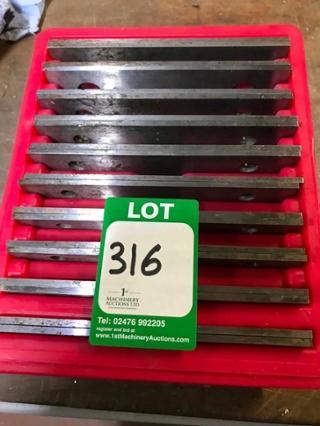 LOT
316
1st
MACHINERY
AUCTIONS LTD
Tel: 02476 992205
register and bid at
www.1stMachineryAuctions.com